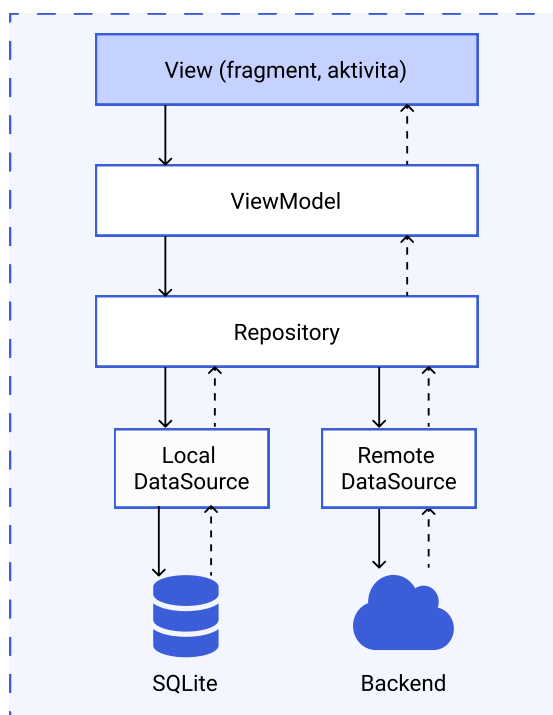 View (fragment, aktivita)
ViewModel
Repository
Local
DataSource
Remote
DataSource
SQLite
Backend